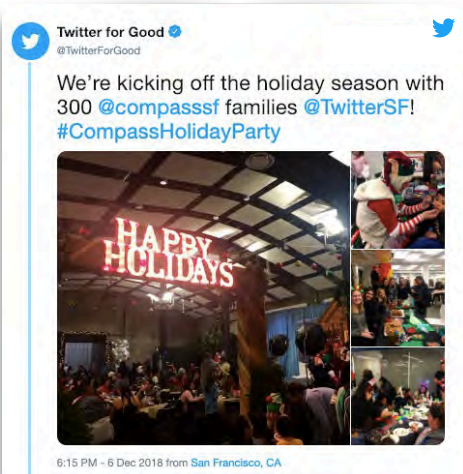 Twitter for Good
@TwitterForGood
We're kicking off the holiday season with
300 @compasssf families @TwitterSF!
#CompassHolidayParty
HAPPY
HOLIDAYS
6:15 PM - 6 Dec 2018 from San Francisco, CA